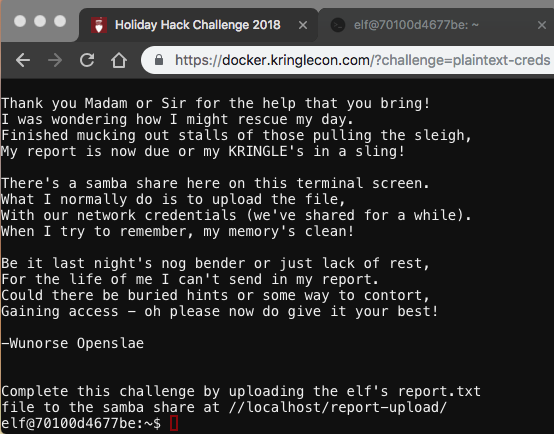 Holiday Hack Challenge 2018
elf@70100d4677be: ~
https://docker.kringlecon.com/?challenge=plaintext-creds
Thank you Madam or Sir for the help that you bring!
I was wondering how I might rescue my day.
Finished mucking out stalls of those pulling the sleigh,
My report is now due or my KRINGLE's in a sling!
There's a samba share here on this terminal screen.
What I normally do is to upload the file,
With our network credentials (we've shared for a while).
When I try to remember, my memory's clean!
Be it last night's nog bender or just lack of rest,
For the life of me I can't send in my report.
Could there be buried hints or some way to contort,
Gaining access - oh please now do give it your best!
-Wunorse Openslae
Complete this challenge by uploading the elf's report.txt
file to the samba share at //localhost/report-upload/
elf@70100d4677be:~$